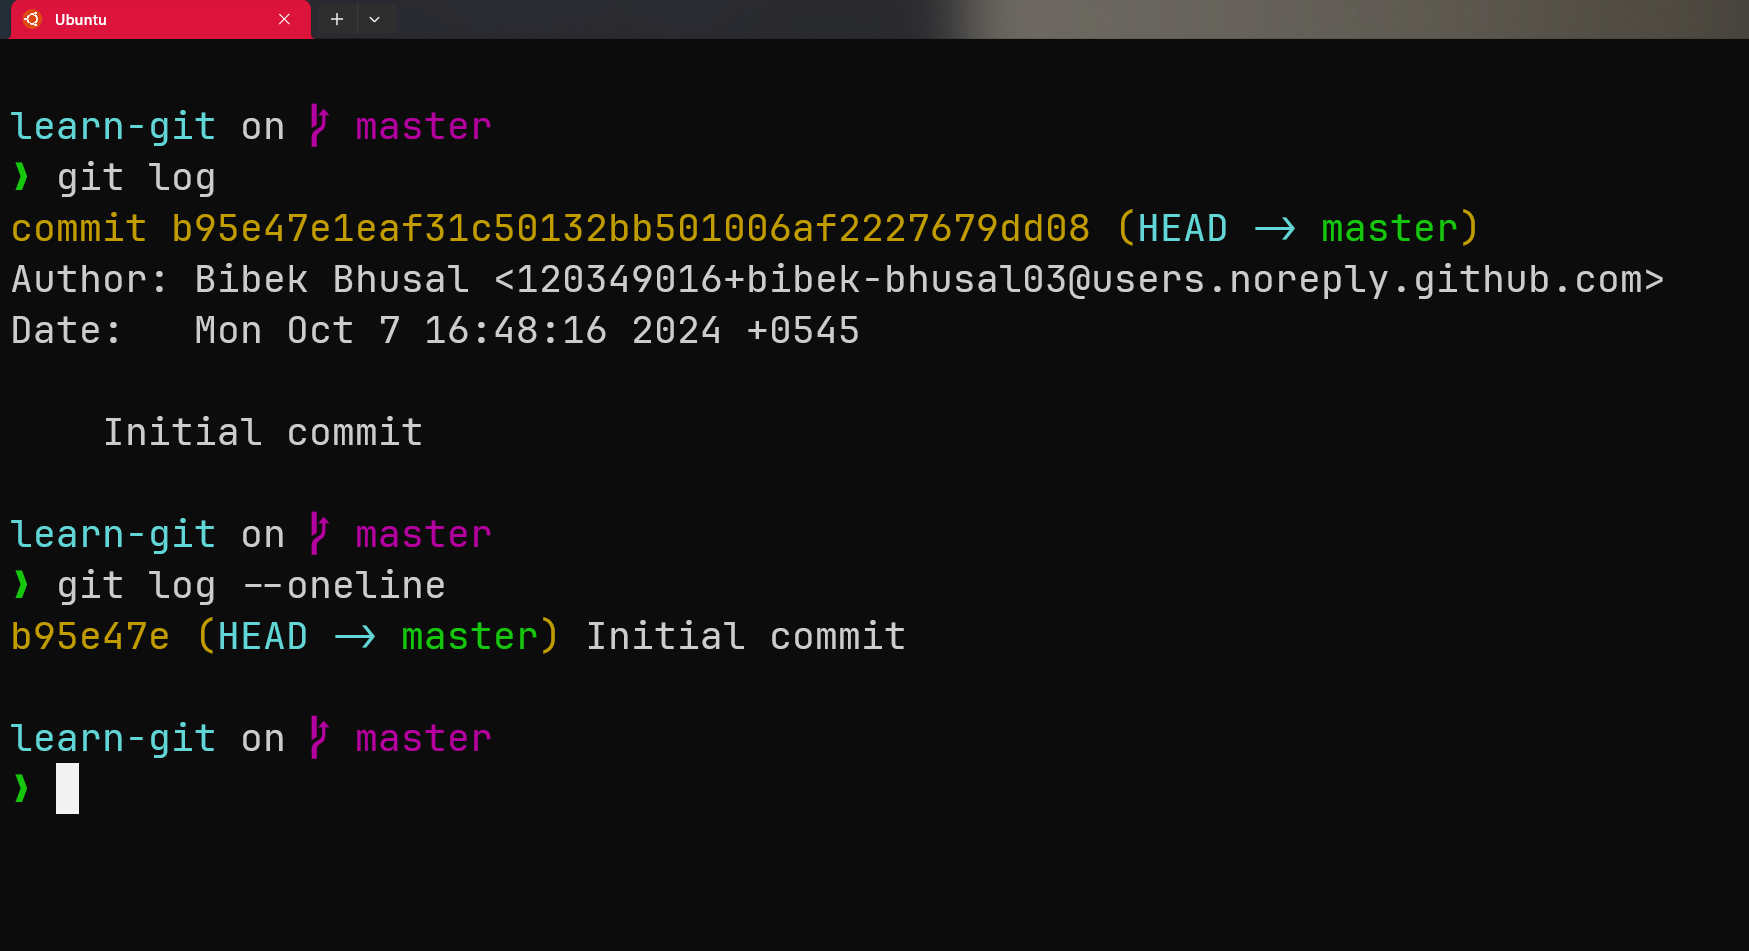 Ubuntu
learn-git on master
❱ git log
commit b95e47e1eaf31c50132bb501006af2227679dd08 (HEAD -> master)
Author: Bibek Bhusal <120349016+bibek-bhusal03@users.noreply.github.com>
Date:   Mon Oct 7 16:48:16 2024 +0545
    Initial commit
learn-git on master
❱ git log --oneline
b95e47e (HEAD -> master) Initial commit
learn-git on master
❱